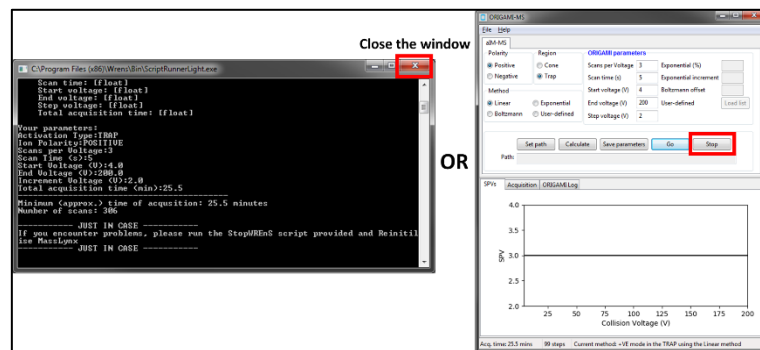 Close the window
C:\Program Files (x86)\Wrens\Bin\ScriptRunnerLight.exe
Scan time: [float]
Start voltage: [float]
End voltage: [float]
Step voltage: [float]
Total acquisition time: [float]
Your parameters:
Activation Type:TRAP
Ion Polarity:POSITIVE
Scans per Voltage:3
Scan Time (s):5
Start Voltage (V):4.0
End Voltage (V):200.0
Increment Voltage (V):2.0
Total acquisition time (min):25.5
Minimum (approx.) time of acqusition: 25.5 minutes
Number of scans: 306
----------- JUST IN CASE -----------
If you encounter problems, please run the StopWREnS script provided and Reinitil
ise MassLynx
----------- JUST IN CASE -----------
OR
ORIGAMI-MS
File Help
aIM-MS
Polarity Region ORIGAMI parameters
Positive Cone Scans per Voltage 3 Exponential (%)
Negative Trap Scan time (s) 5 Exponential increment
Method Start voltage (V) 4 Boltzmann offset
Linear Exponential End voltage (V) 200 User-defined Load list
Boltzmann User-defined Step voltage (V) 2
Set path Calculate Save parameters Go Stop
Path:
SPVs Acquisition ORIGAMI Log
4.0
3.5
3.0
2.5
2.0
SPV
25 50 75 100 125 150 175 200
Collision Voltage (V)
Acq. time: 25.5 mins 99 steps Current method: +VE mode in the TRAP using the Linear method